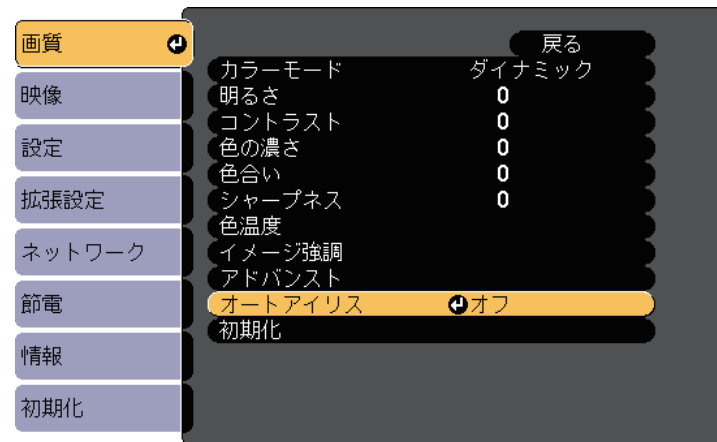 画質
映像
設定
拡張設定
ネットワーク
節電
情報
初期化
戻る
カラーモード ダイナミック
明るさ 0
コントラスト 0
色の濃さ 0
色合い 0
シャープネス 0
色温度
イメージ強調
アドバンスト
オートアイリス オフ
初期化